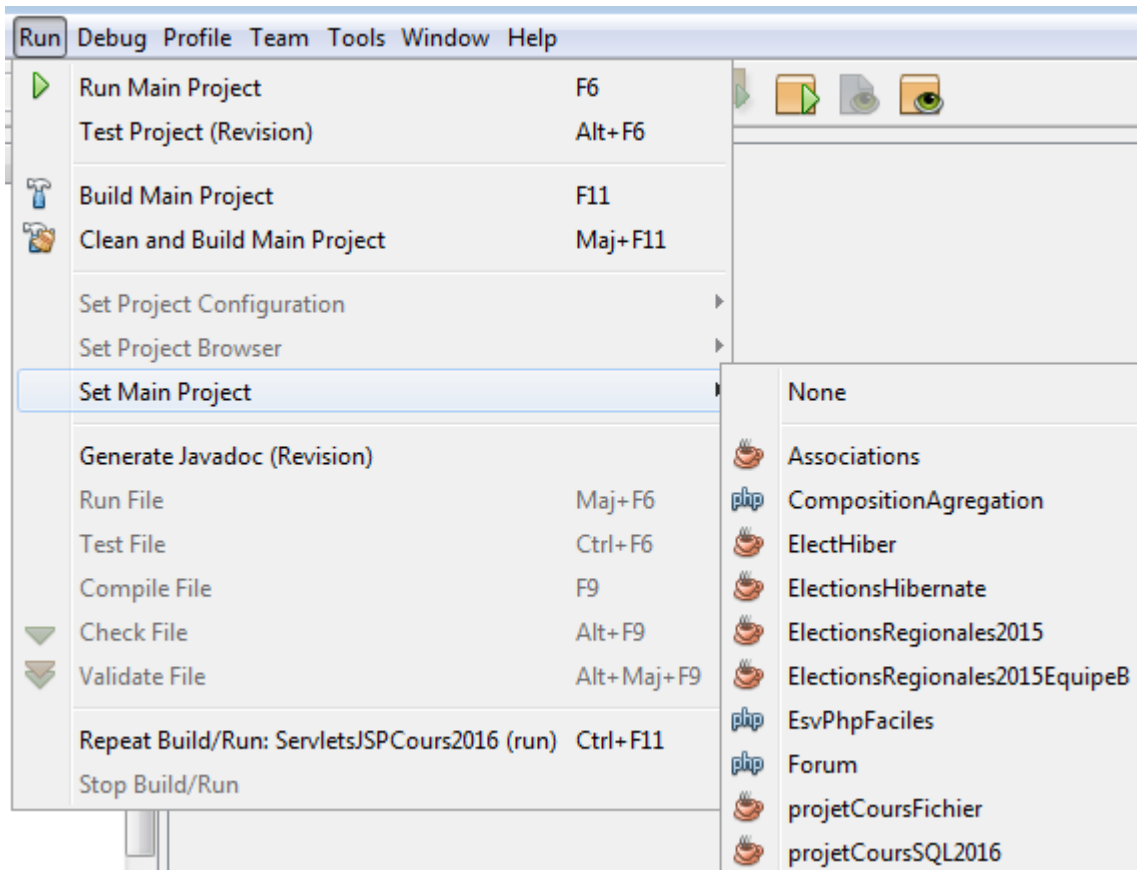 Run Debug Profile Team Tools Window Help
Run Main Project F6
Test Project (Revision) Alt+F6
Build Main Project F11
Clean and Build Main Project Maj+F11
Set Project Configuration
Set Project Browser
Set Main Project
None
Generate Javadoc (Revision)
Associations
Run File Maj+F6
php CompositionAgregation
Test File Ctrl+F6
ElectHiber
Compile File F9
ElectionsHibernate
Check File Alt+F9
ElectionsRegionales2015
Validate File Alt+Maj+F9
ElectionsRegionales2015EquipeB
php EsvPhpFaciles
Repeat Build/Run: ServletsJSPCours2016 (run) Ctrl+F11
php Forum
Stop Build/Run
projetCoursFichier
projetCoursSQL2016